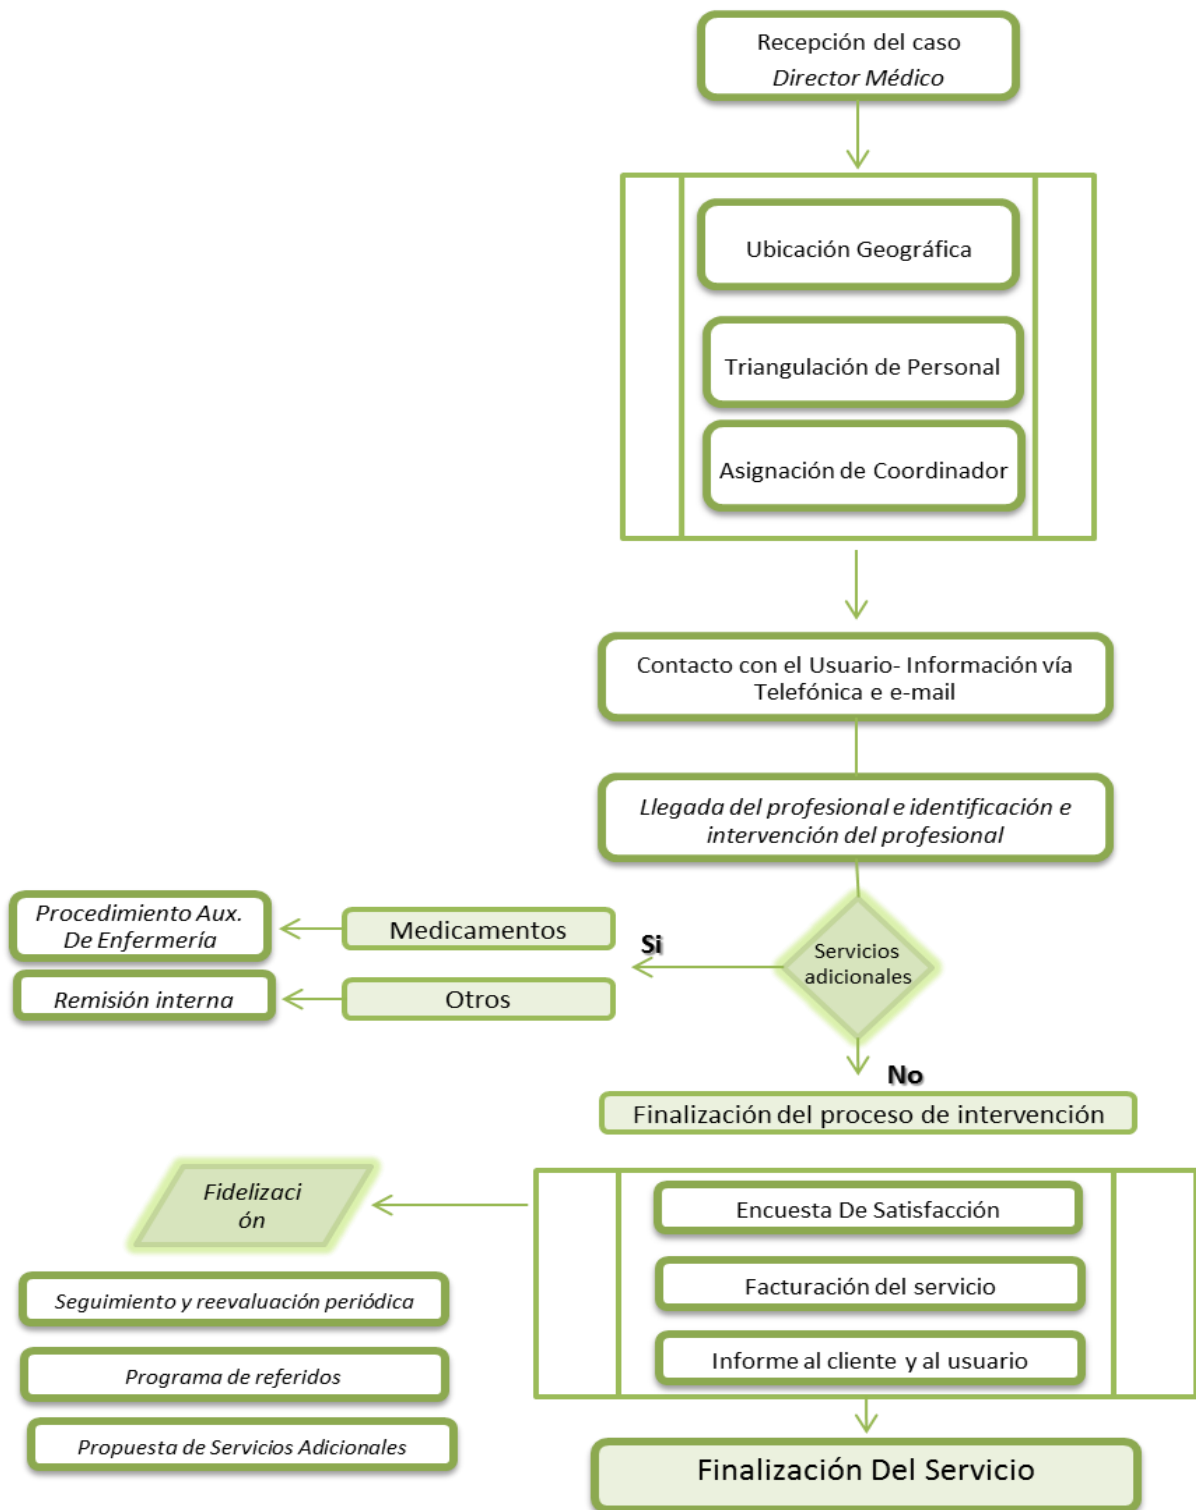 Recepción del caso
Director Médico
Ubicación Geográfica
Triangulación de Personal
Asignación de Coordinador
Contacto con el Usuario- Información vía
Telefónica e e-mail
Llegada del profesional e identificación e
intervención del profesional
Servicios
adicionales
Si
Medicamentos
Procedimiento Aux.
De Enfermería
Otros
Remisión interna
No
Finalización del proceso de intervención
Encuesta De Satisfacción
Facturación del servicio
Informe al cliente y al usuario
Fidelizaci
ón
Seguimiento y reevaluación periódica
Programa de referidos
Propuesta de Servicios Adicionales
Finalización Del Servicio